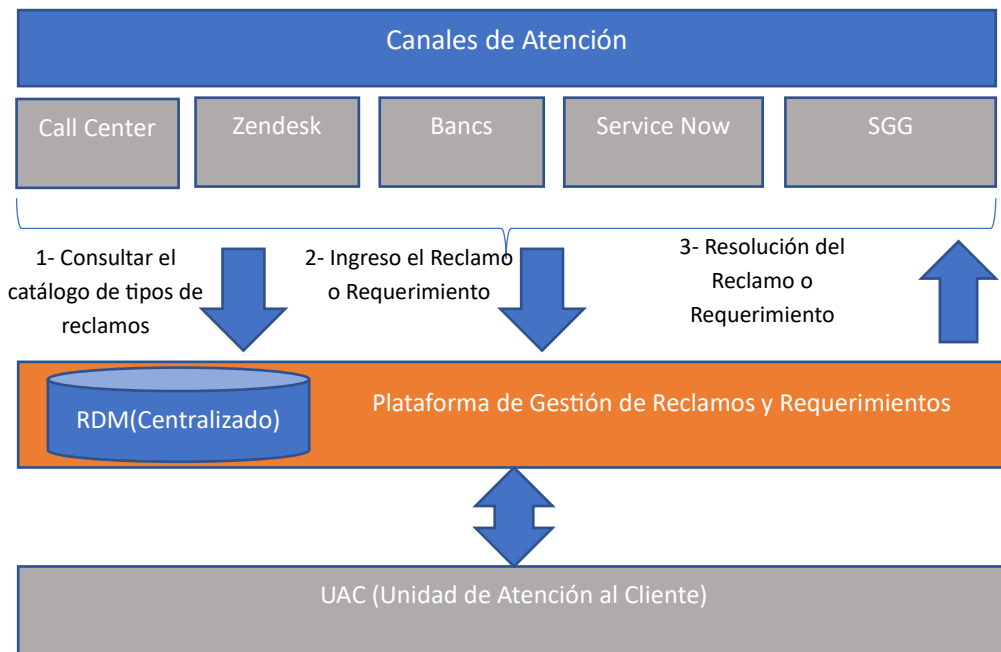 Canales de Atención
Call Center
Zendesk
Bancs
Service Now
SGG
1- Consultar el
catálogo de tipos de
reclamos
2- Ingreso el Reclamo
o Requerimiento
3- Resolución del
Reclamo o
Requerimiento
RDM(Centralizado)
Plataforma de Gestión de Reclamos y Requerimientos
UAC (Unidad de Atención al Cliente)